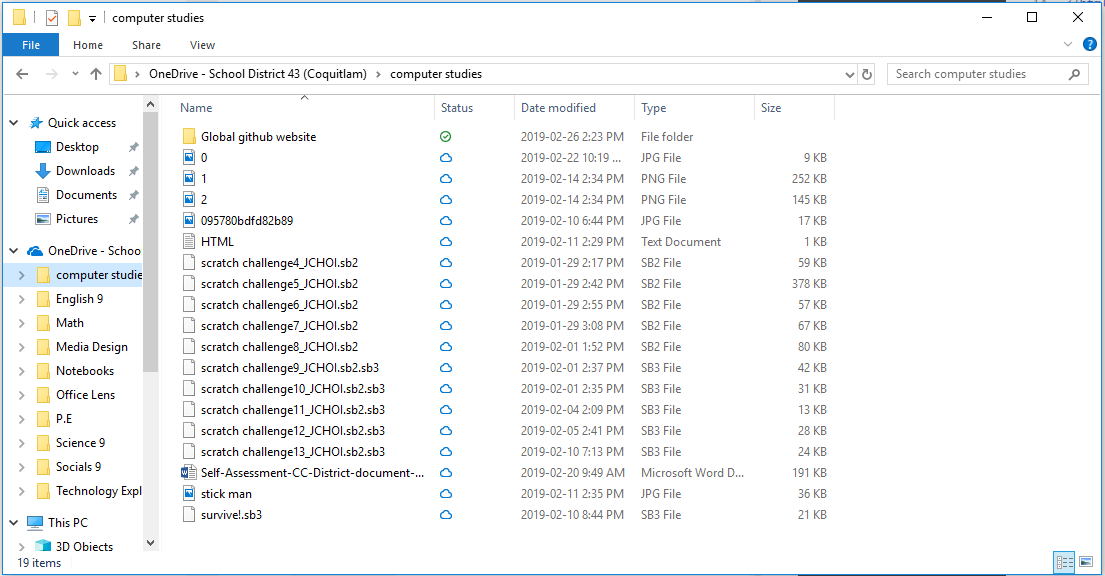 computer studies
File Home Share View
OneDrive - School District 43 (Coquitlam) computer studies Search computer studies
Name Status Date modified Type Size
Quick access
Desktop
Downloads
Documents
Pictures
OneDrive - Schoo
computer studie
English 9
Math
Media Design
Notebooks
Office Lens
P.E
Science 9
Socials 9
Technology Expl
This PC
3D Objects
Global github website 2019-02-26 2:23 PM File folder
0 2019-02-22 10:19 ... JPG File 9 KB
1 2019-02-14 2:34 PM PNG File 252 KB
2 2019-02-14 2:34 PM PNG File 145 KB
095780bdfd82b89 2019-02-10 6:44 PM JPG File 17 KB
HTML 2019-02-11 2:29 PM Text Document 1 KB
scratch challenge4_JCHOI.sb2 2019-01-29 2:17 PM SB2 File 59 KB
scratch challenge5_JCHOI.sb2 2019-01-29 2:42 PM SB2 File 378 KB
scratch challenge6_JCHOI.sb2 2019-01-29 2:55 PM SB2 File 57 KB
scratch challenge7_JCHOI.sb2 2019-01-29 3:08 PM SB2 File 67 KB
scratch challenge8_JCHOI.sb2 2019-02-01 1:52 PM SB2 File 80 KB
scratch challenge9_JCHOI.sb2.sb3 2019-02-01 2:37 PM SB3 File 42 KB
scratch challenge10_JCHOI.sb2.sb3 2019-02-01 2:35 PM SB3 File 31 KB
scratch challenge11_JCHOI.sb2.sb3 2019-02-04 2:09 PM SB3 File 13 KB
scratch challenge12_JCHOI.sb2.sb3 2019-02-05 2:41 PM SB3 File 28 KB
scratch challenge13_JCHOI.sb2.sb3 2019-02-10 7:13 PM SB3 File 24 KB
Self-Assessment-CC-District-document-... 2019-02-20 9:49 AM Microsoft Word D... 191 KB
stick man 2019-02-11 2:35 PM JPG File 36 KB
survive!.sb3 2019-02-10 8:44 PM SB3 File 21 KB
19 items